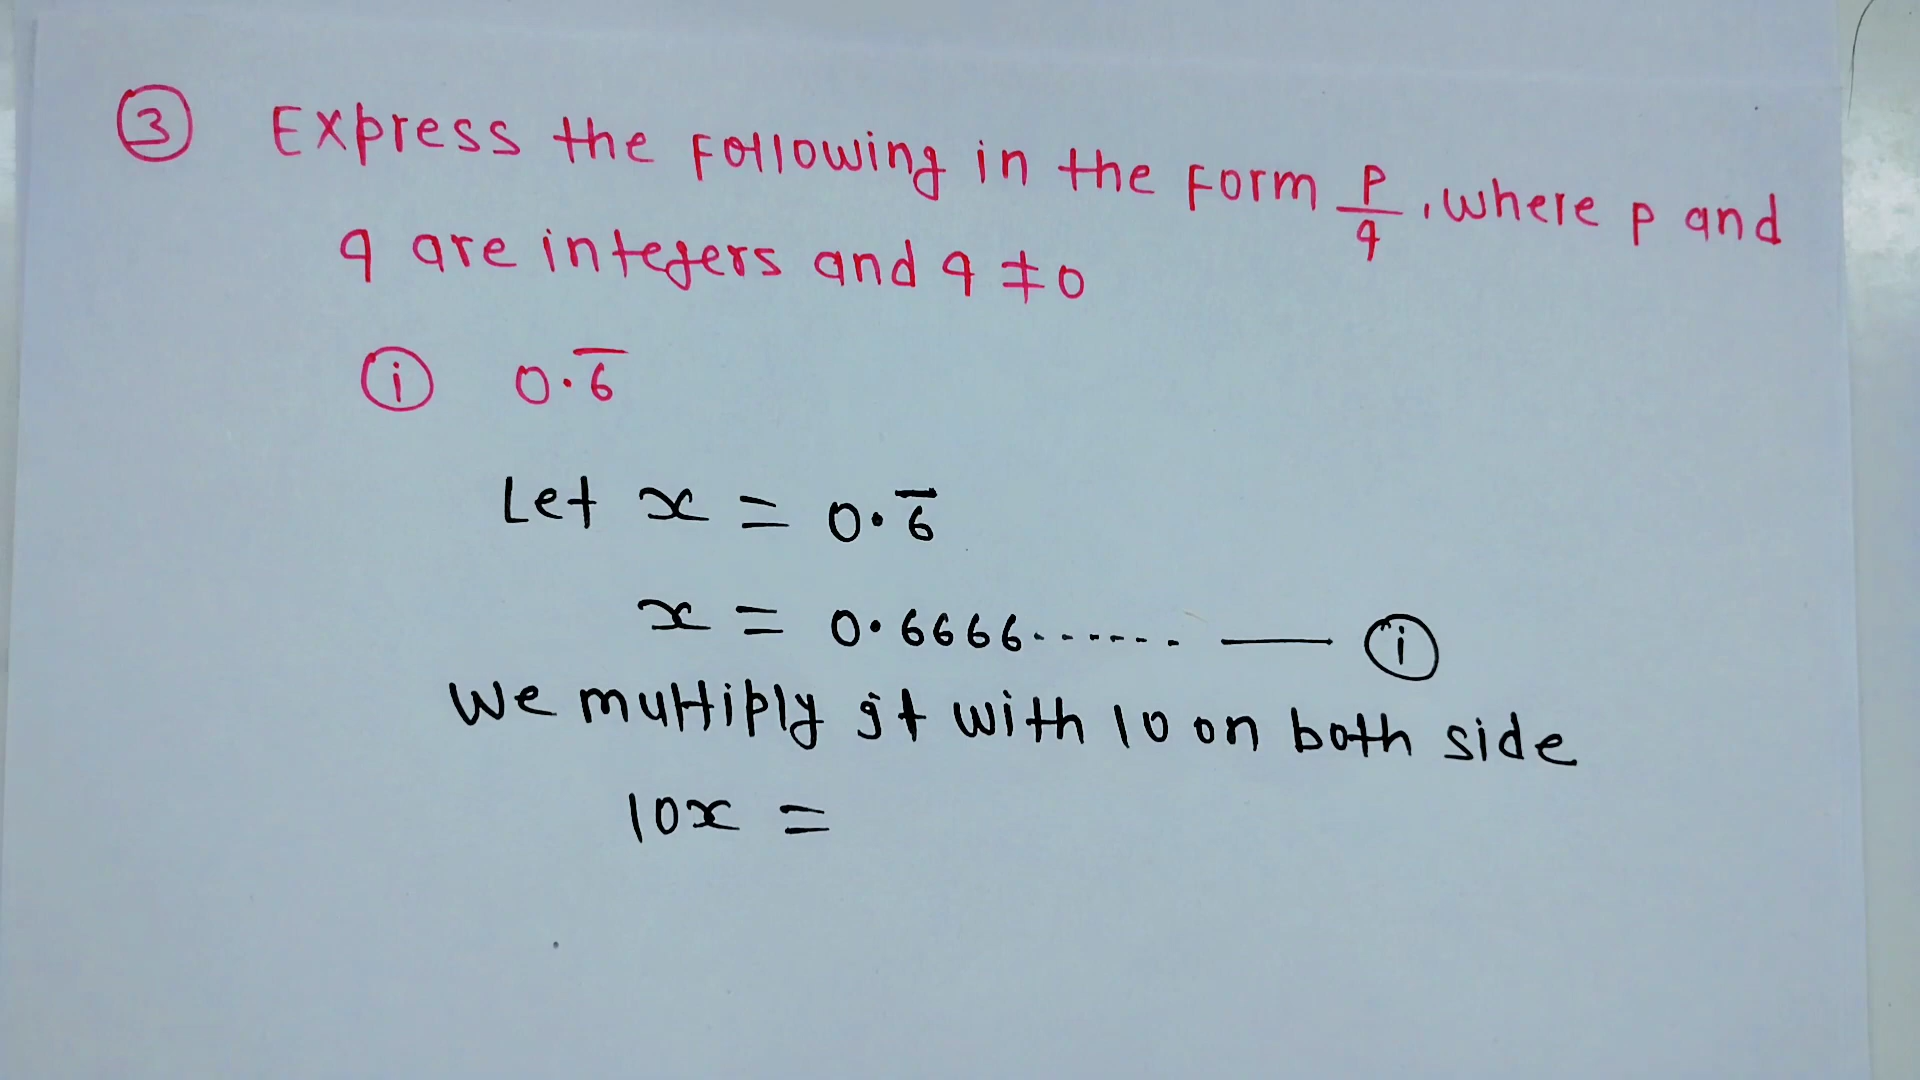 ③ Express the following in the form p/q, where p and
q are integers and q ≠ 0
ⓘ 0.6̅
Let x = 0.6̅
x = 0.6666....... —— ⓘ
We multiply it with 10 on both side
10x =